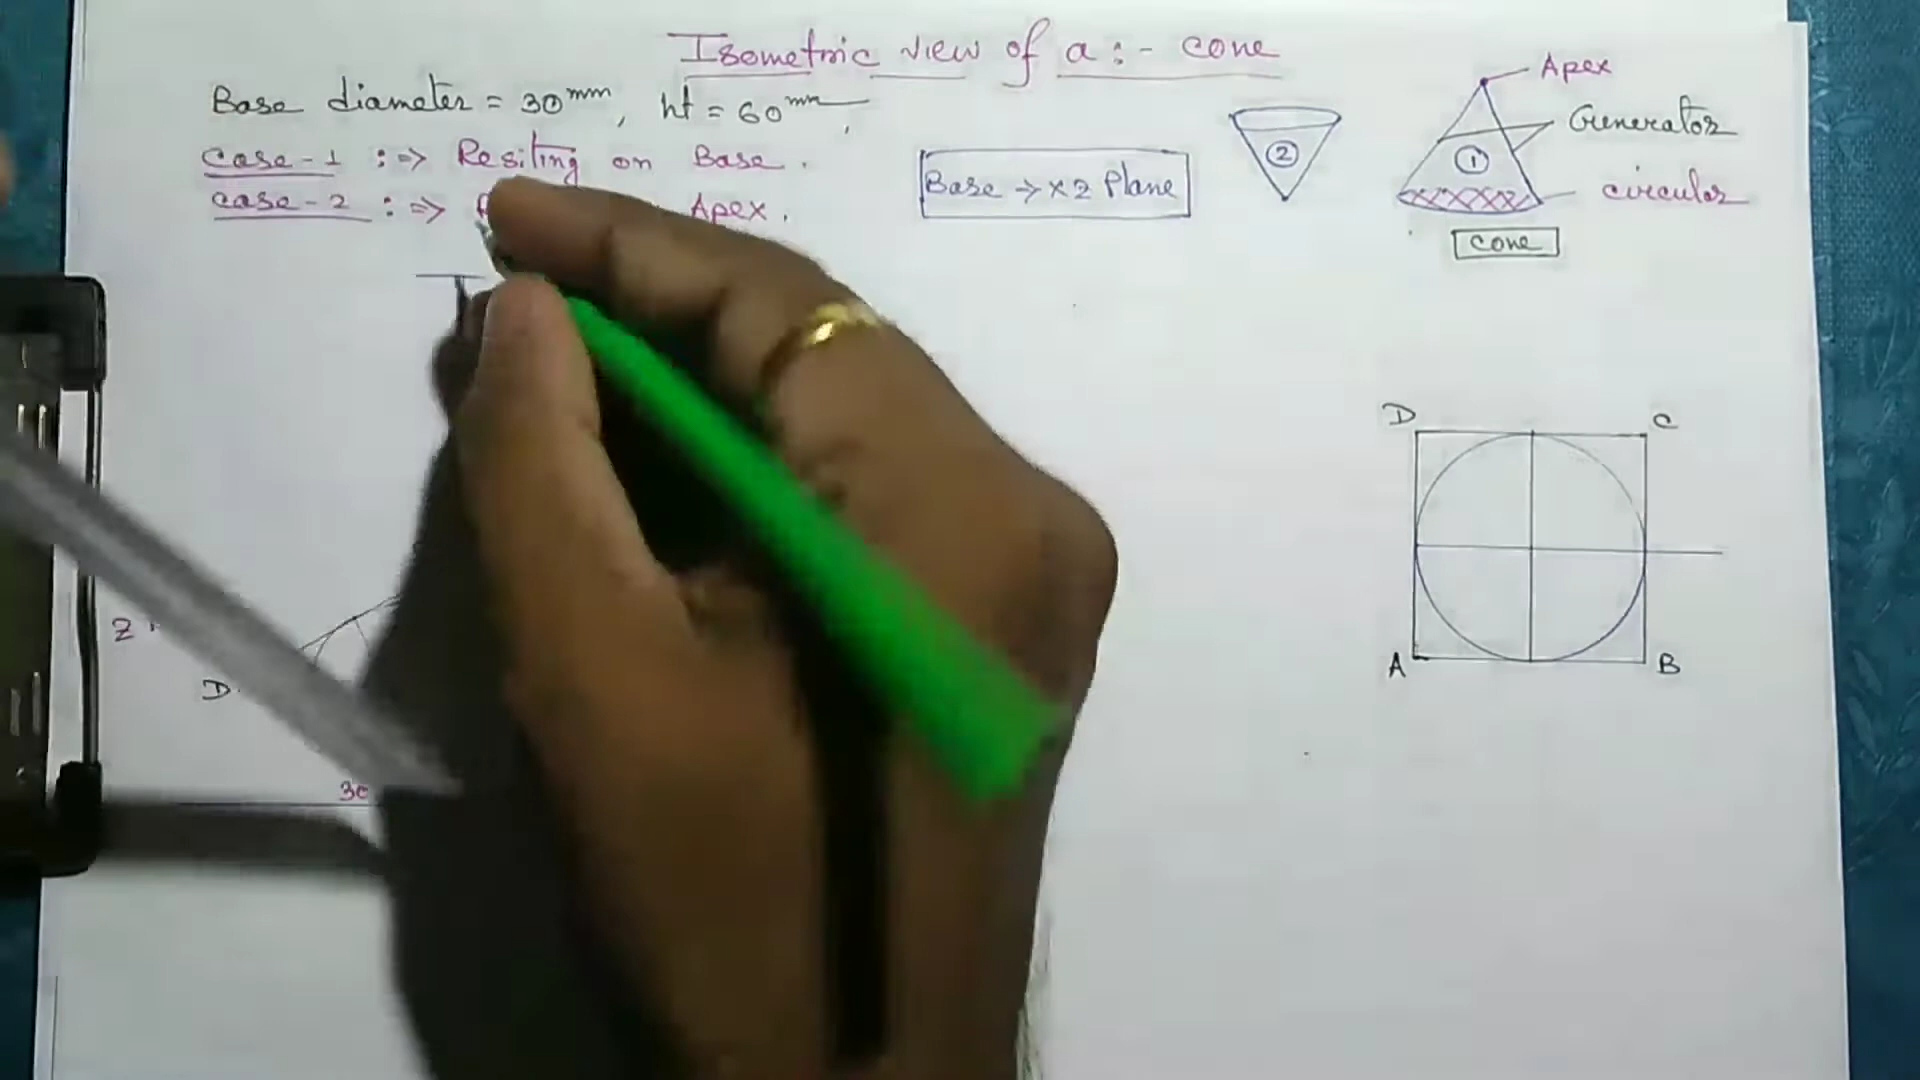 Isometric view of a :- cone
Base diameter = 30mm, ht = 60mm,
Case-1 :=> Resiting on Base.
case-2 :=> Apex.
Base → xz Plane
2
Apex
Generator
1
circular
cone
D
C
A
B
Z
D
30